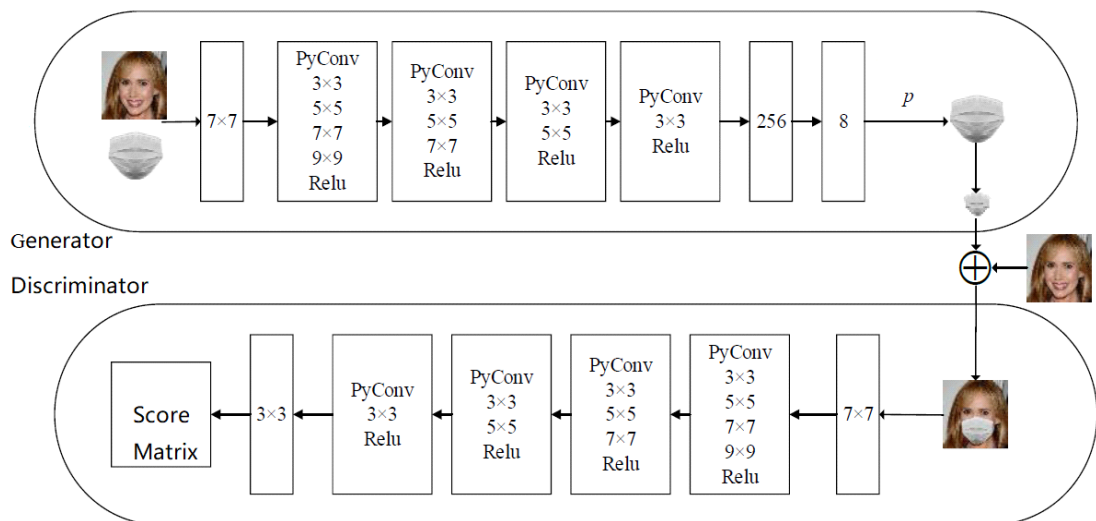 7×7
PyConv
3×3
5×5
7×7
9×9
Relu
PyConv
3×3
5×5
7×7
Relu
PyConv
3×3
5×5
Relu
PyConv
3×3
Relu
256
8
p
Generator
Discriminator
Score
Matrix
3×3
PyConv
3×3
Relu
PyConv
3×3
5×5
Relu
PyConv
3×3
5×5
7×7
Relu
PyConv
3×3
5×5
7×7
9×9
Relu
7×7